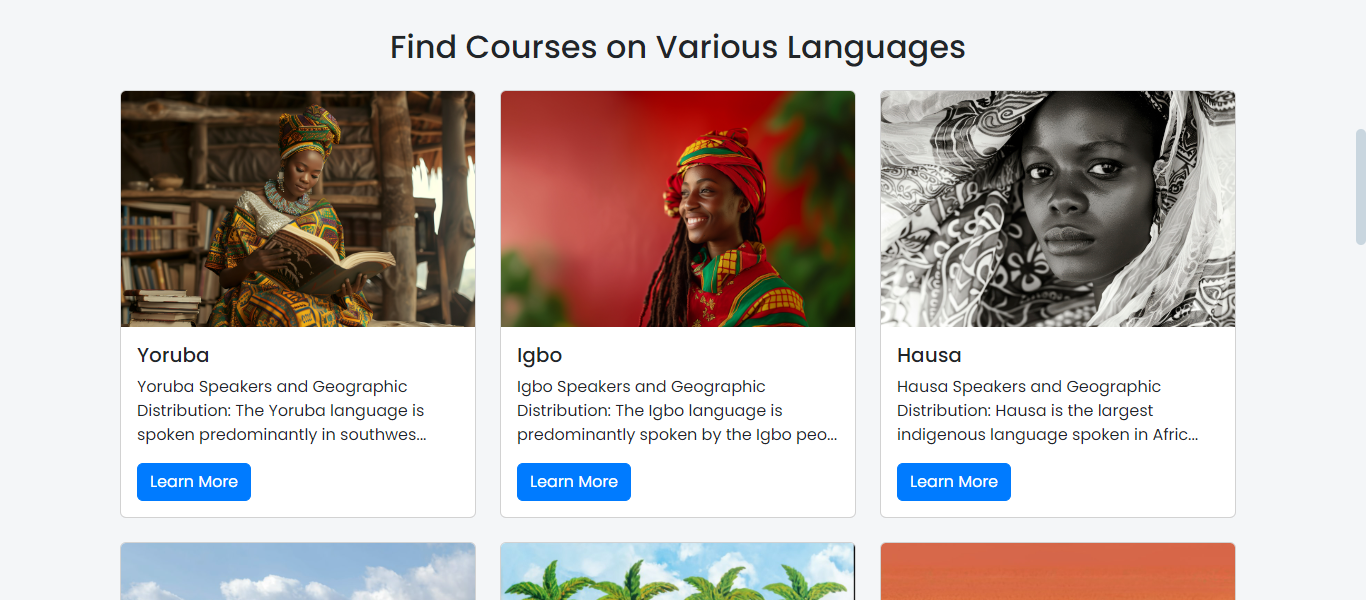 Find Courses on Various Languages
Yoruba
Yoruba Speakers and Geographic
Distribution: The Yoruba language is
spoken predominantly in southwes...
Learn More
Igbo
Igbo Speakers and Geographic
Distribution: The Igbo language is
predominantly spoken by the Igbo peo...
Learn More
Hausa
Hausa Speakers and Geographic
Distribution: Hausa is the largest
indigenous language spoken in Afric...
Learn More